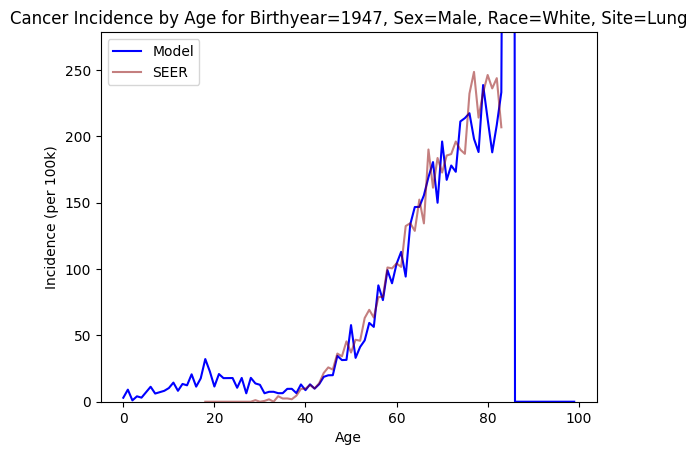 Cancer Incidence by Age for Birthyear=1947, Sex=Male, Race=White, Site=Lung
Model
SEER
Incidence (per 100k)
250
200
150
100
50
0
0 20 40 60 80 100
Age